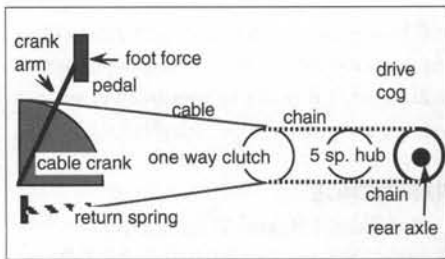 crank
arm
foot force
pedal
drive
cog
cable
chain
cable crank
one way clutch
5 sp. hub
chain
return spring
rear axle